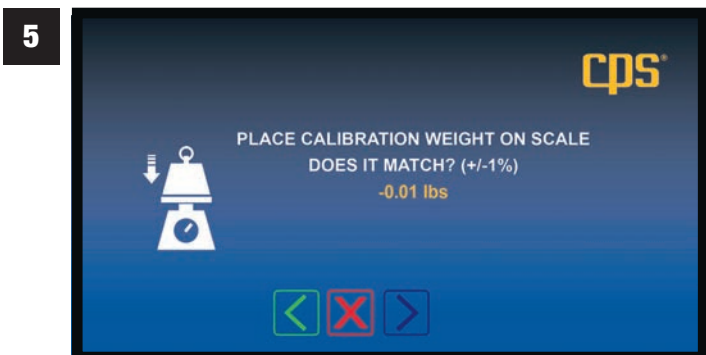 5
cps®
PLACE CALIBRATION WEIGHT ON SCALE
DOES IT MATCH? (+/-1%)
-0.01 lbs